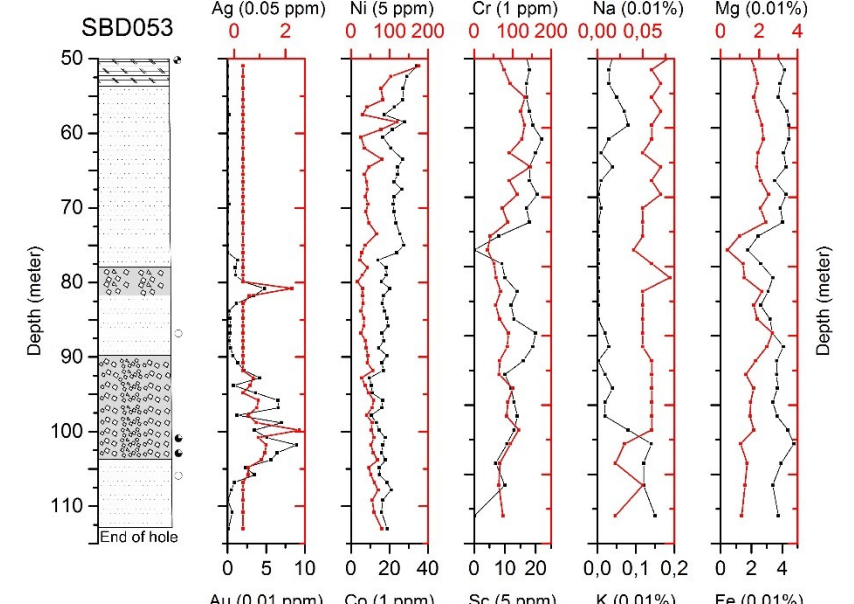 Ag (0.05 ppm) Ni (5 ppm) Cr (1 ppm) Na (0.01%) Mg (0.01%)
SBD053
0 2 0 100 200 0 100 200 0,00 0,05 0 2 4
50
60
70
80
90
100
110
Depth (meter)
Depth (meter)
End of hole
0 5 10 0 20 40 0 10 20 0,0 0,1 0,2 0 2 4
Au (0.01 ppm) Co (1 ppm) Sc (5 ppm) K (0.01%) Fe (0.01%)